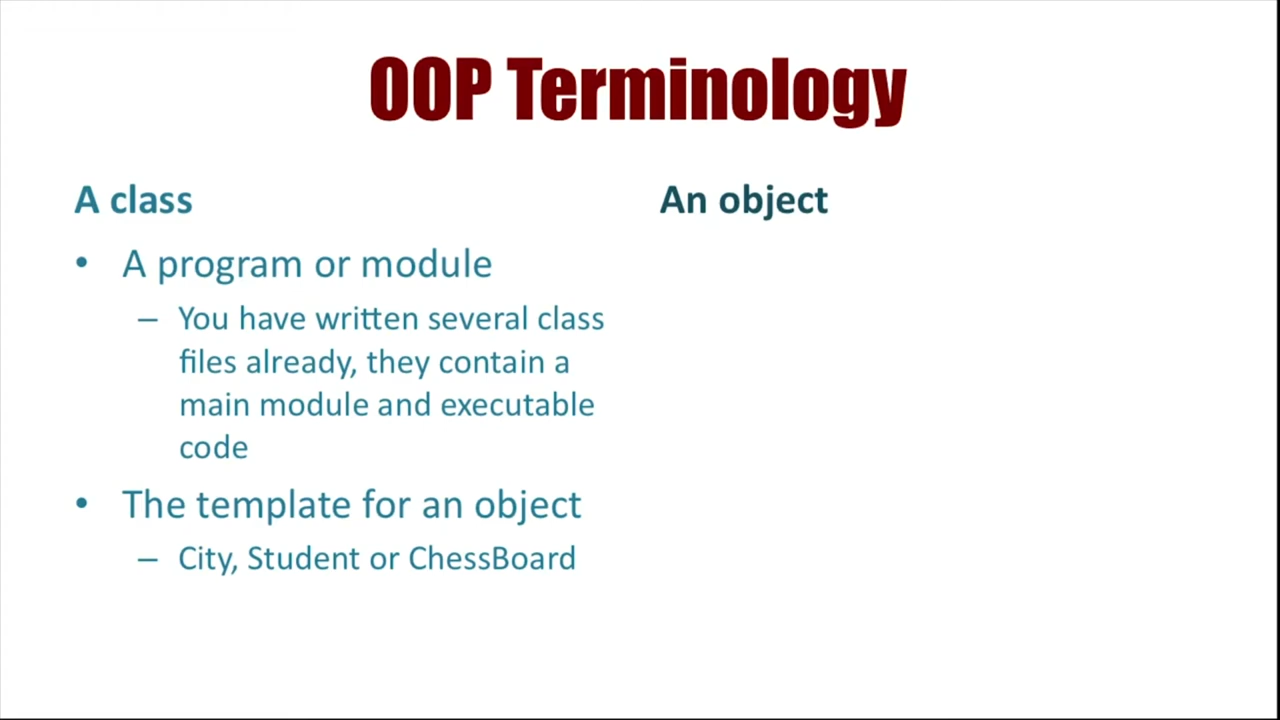 OOP Terminology
A class
• A program or module
– You have written several class
files already, they contain a
main module and executable
code
• The template for an object
– City, Student or ChessBoard
An object